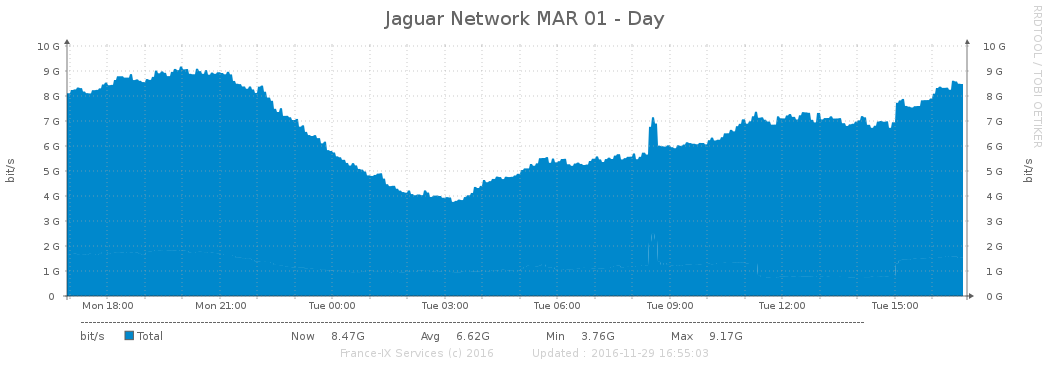 Jaguar Network MAR 01 - Day
RRDTOOL / TOBI OETIKER
10 G 10 G
9 G 9 G
8 G 8 G
7 G 7 G
6 G 6 G
5 G 5 G
4 G 4 G
3 G 3 G
2 G 2 G
1 G 1 G
0 0 G
bit/s bit/s
Mon 18:00 Mon 21:00 Tue 00:00 Tue 03:00 Tue 06:00 Tue 09:00 Tue 12:00 Tue 15:00
bit/s Total Now 8.47G Avg 6.62G Min 3.76G Max 9.17G
France-IX Services (c) 2016 Updated : 2016-11-29 16:55:03